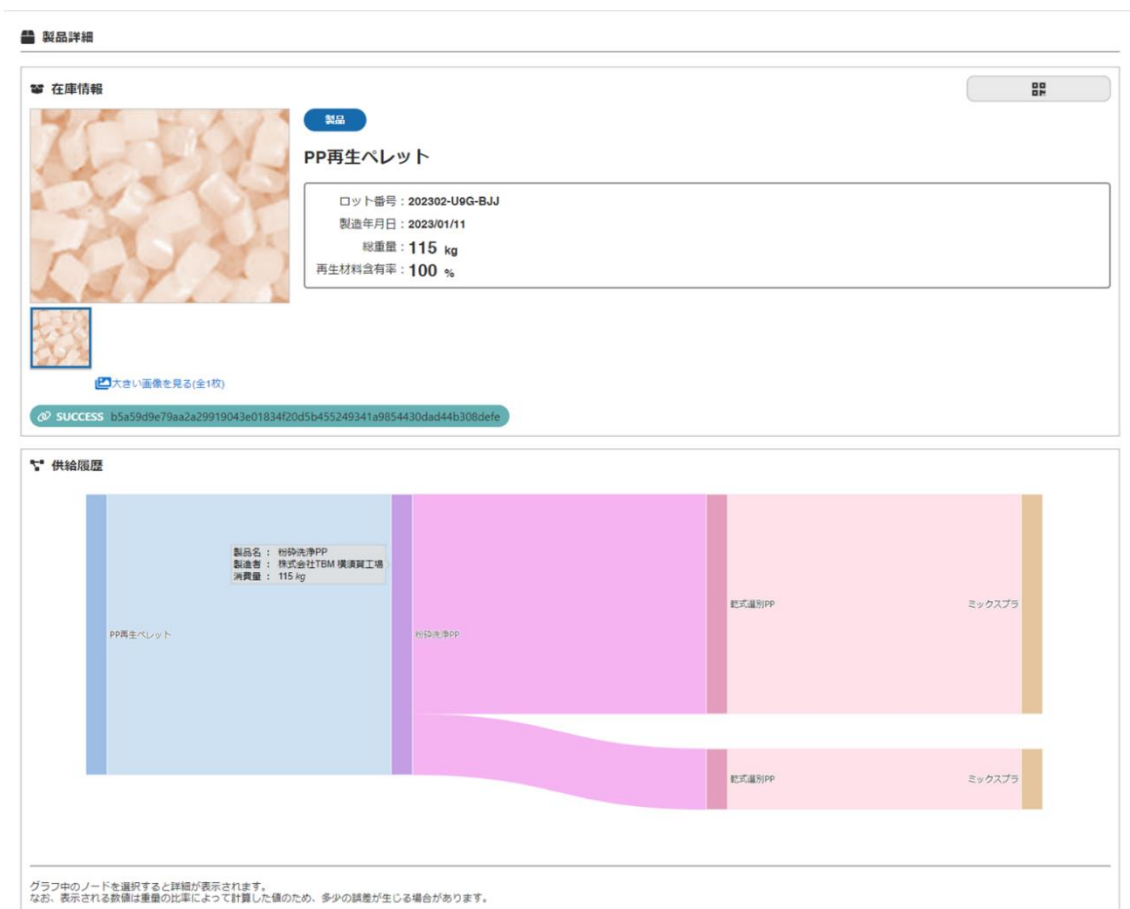 製品詳細
在庫情報
製品
PP再生ペレット
ロット番号：202302-U9G-BJJ
製造年月日：2023/01/11
総重量：115 kg
再生材料含有率：100 %
大きい画像を見る(全1枚)
SUCCESS b5a59d9e79aa2a29919043e01834f20d5b455249341a9854430dad44b308defe
供給履歴
製品名 ： 粉砕洗浄PP
製造者 ： 株式会社TBM 横須賀工場
消費量 ： 115 kg
PP再生ペレット
粉砕洗浄PP
乾式選別PP
ミックスプラ
乾式選別PP
ミックスプラ
グラフ中のノードを選択すると詳細が表示されます。
なお、表示される数値は重量の比率によって計算した値のため、多少の誤差が生じる場合があります。